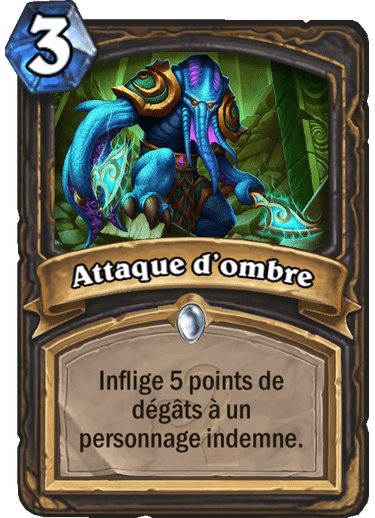 3
Attaque d'ombre
Inflige 5 points de
dégâts à un
personnage indemne.